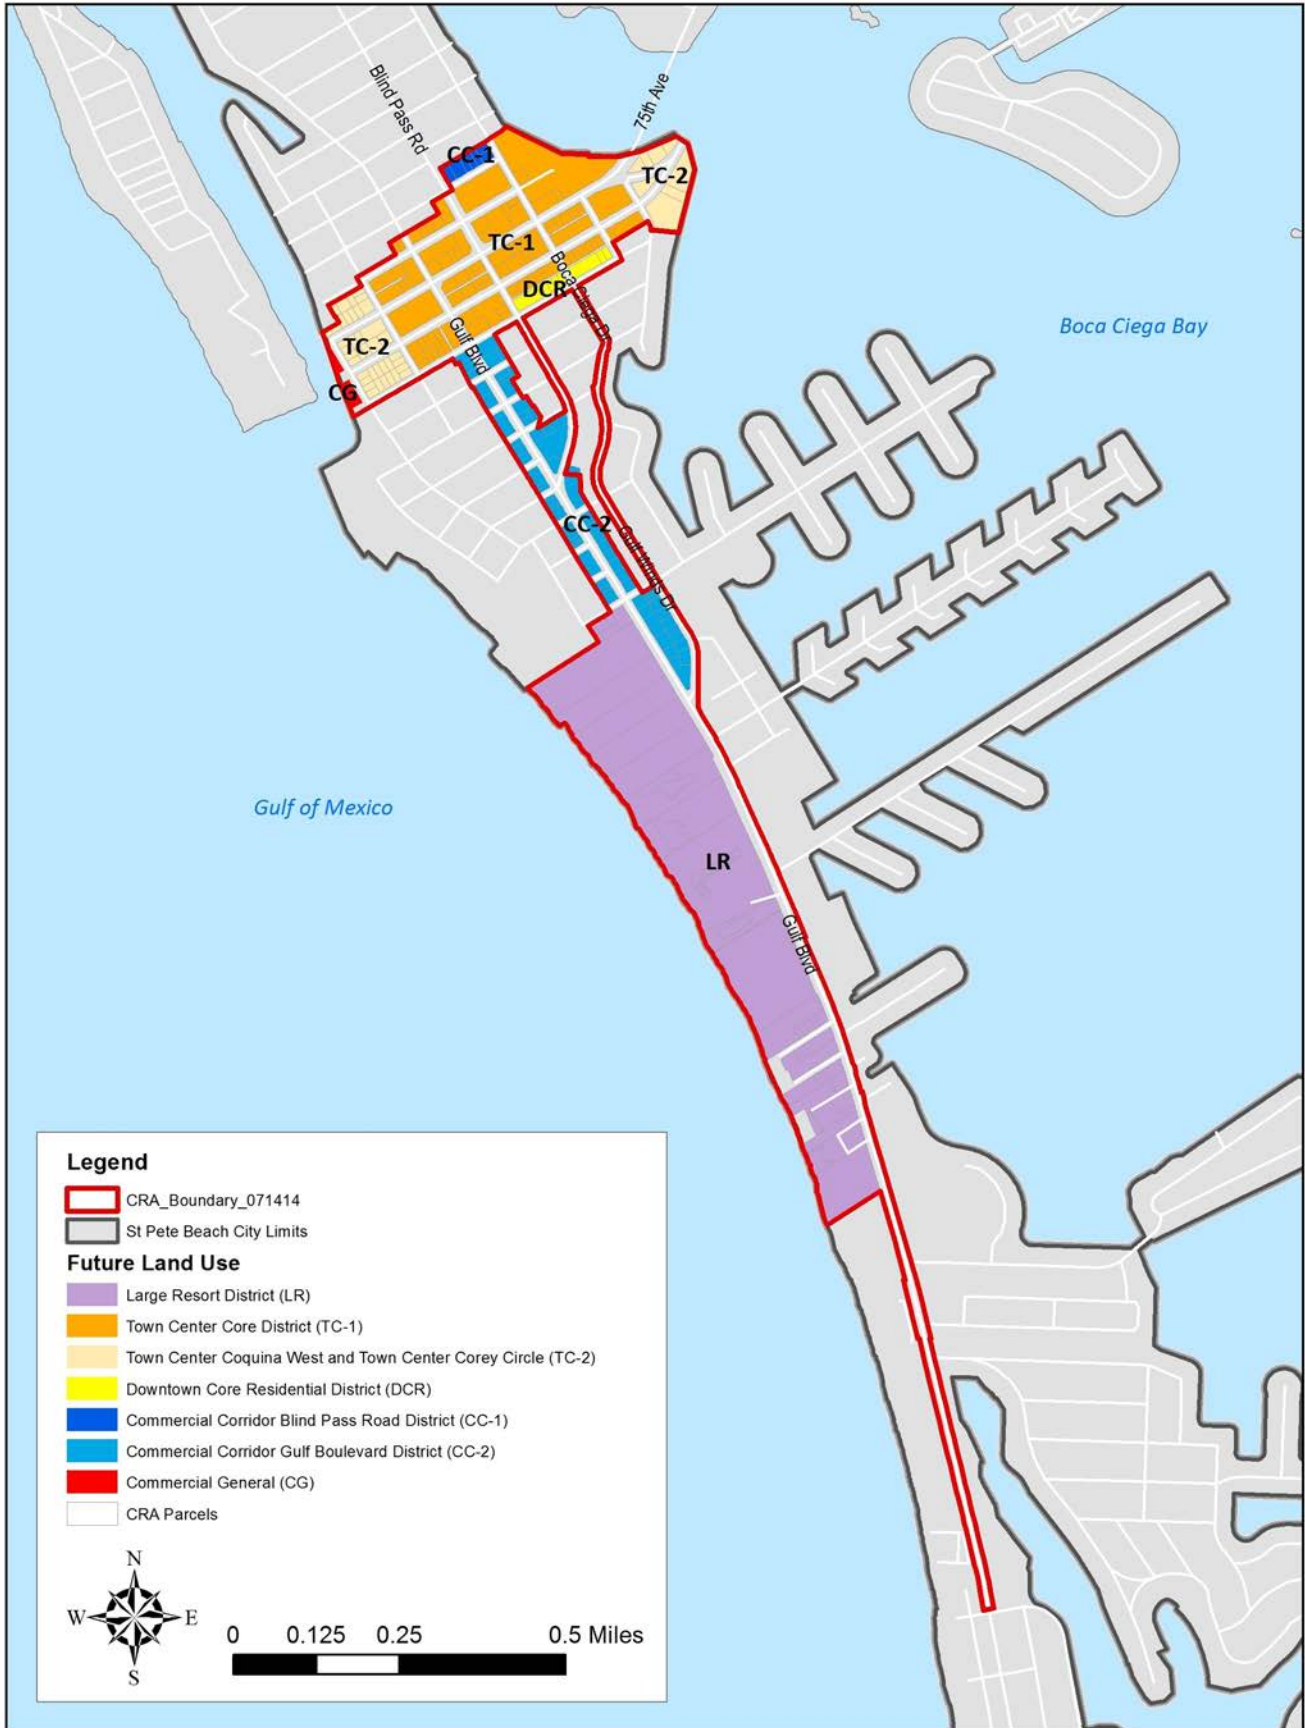 Blind Pass Rd
75th Ave
CC-1
TC-2
TC-1
Boca Ciega Dr
DCR
Gulf Blvd
TC-2
CG
Boca Ciega Bay
CC-2
Gulf Winds Dr
Gulf of Mexico
LR
Gulf Blvd
Legend
CRA_Boundary_071414
St Pete Beach City Limits
Future Land Use
Large Resort District (LR)
Town Center Core District (TC-1)
Town Center Coquina West and Town Center Corey Circle (TC-2)
Downtown Core Residential District (DCR)
Commercial Corridor Blind Pass Road District (CC-1)
Commercial Corridor Gulf Boulevard District (CC-2)
Commercial General (CG)
CRA Parcels
N
W E
S
0 0.125 0.25 0.5 Miles